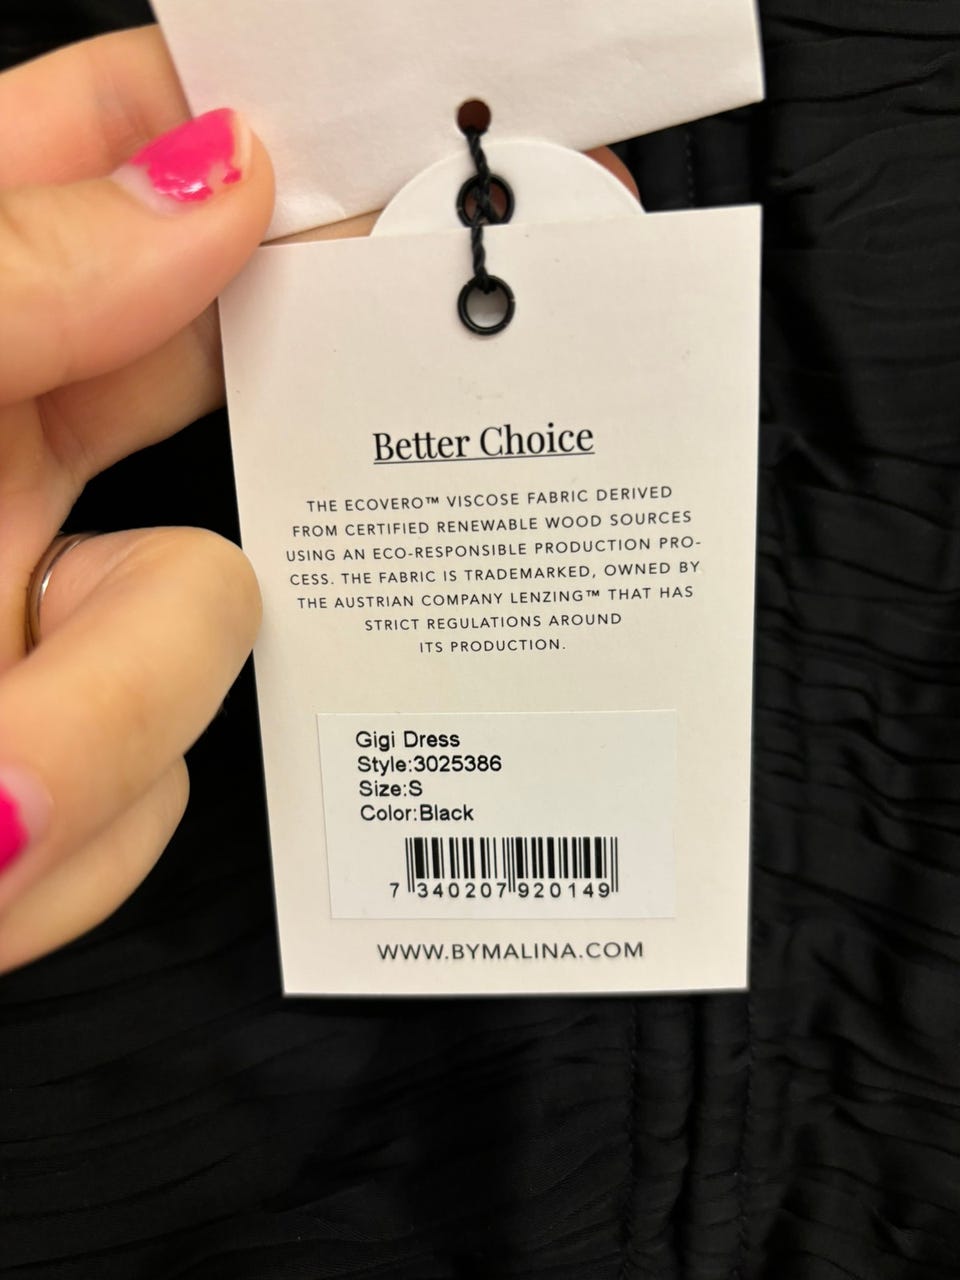 Better Choice
THE ECOVERO™ VISCOSE FABRIC DERIVED
FROM CERTIFIED RENEWABLE WOOD SOURCES
USING AN ECO-RESPONSIBLE PRODUCTION PRO-
CESS. THE FABRIC IS TRADEMARKED, OWNED BY
THE AUSTRIAN COMPANY LENZING™ THAT HAS
STRICT REGULATIONS AROUND
ITS PRODUCTION.
Gigi Dress
Style:3025386
Size:S
Color:Black
7 340207 920149
WWW.BYMALINA.COM